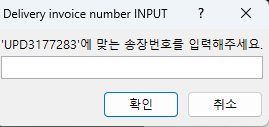 Delivery invoice number INPUT ? ×
'UPD3177283'에 맞는 송장번호를 입력해주세요.
확인 취소